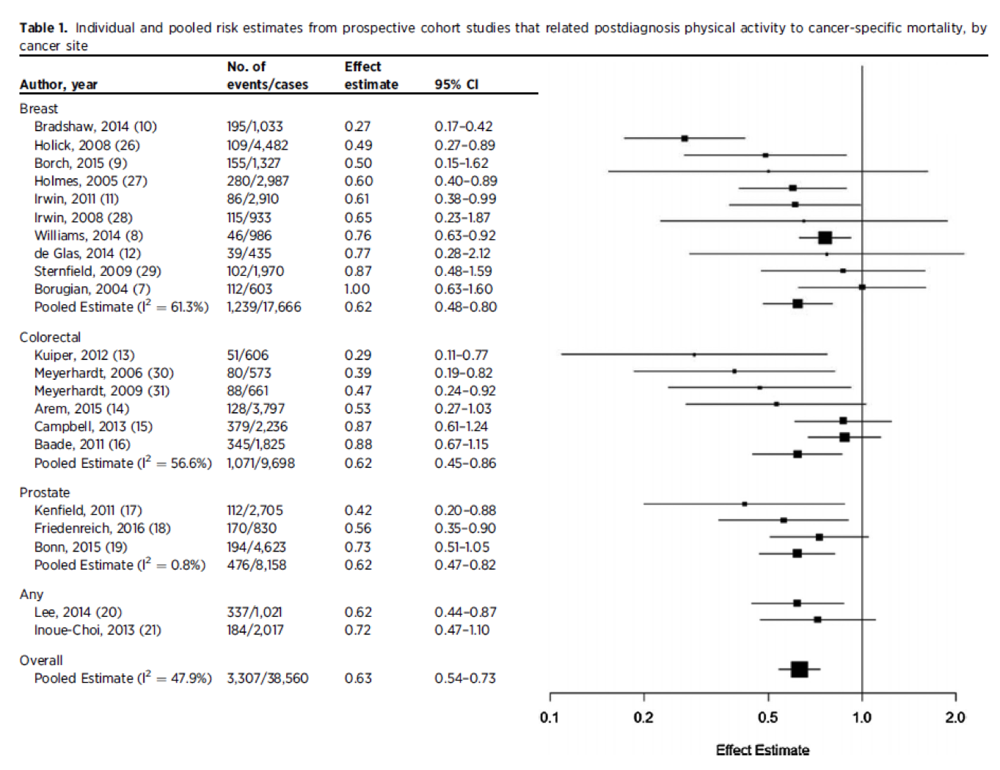 Table 1. Individual and pooled risk estimates from prospective cohort studies that related postdiagnosis physical activity to cancer-specific mortality, by
cancer site
No. of Effect
Author, year events/cases estimate 95% CI
Breast
Bradshaw, 2014 (10) 195/1,033 0.27 0.17–0.42
Holick, 2008 (26) 109/4,482 0.49 0.27–0.89
Borch, 2015 (9) 155/1,327 0.50 0.15-1.62
Holmes, 2005 (27) 280/2,987 0.60 0.40–0.89
Irwin, 2011 (11) 86/2,910 0.61 0.38–0.99
Irwin, 2008 (28) 115/933 0.65 0.23–1.87
Williams, 2014 (8) 46/986 0.76 0.63–0.92
de Glas, 2014 (12) 39/435 0.77 0.28–2.12
Sternfield, 2009 (29) 102/1,970 0.87 0.48–1.59
Borugian, 2004 (7) 112/603 1.00 0.63–1.60
Pooled Estimate (I² = 61.3%) 1,239/17,666 0.62 0.48–0.80
Colorectal
Kuiper, 2012 (13) 51/606 0.29 0.11–0.77
Meyerhardt, 2006 (30) 80/573 0.39 0.19–0.82
Meyerhardt, 2009 (31) 88/661 0.47 0.24–0.92
Arem, 2015 (14) 128/3,797 0.53 0.27–1.03
Campbell, 2013 (15) 379/2,236 0.87 0.61–1.24
Baade, 2011 (16) 345/1,825 0.88 0.67–1.15
Pooled Estimate (I² = 56.6%) 1,071/9,698 0.62 0.45–0.86
Prostate
Kenfield, 2011 (17) 112/2,705 0.42 0.20–0.88
Friedenreich, 2016 (18) 170/830 0.56 0.35–0.90
Bonn, 2015 (19) 194/4,623 0.73 0.51–1.05
Pooled Estimate (I² = 0.8%) 476/8,158 0.62 0.47–0.82
Any
Lee, 2014 (20) 337/1,021 0.62 0.44–0.87
Inoue-Choi, 2013 (21) 184/2,017 0.72 0.47–1.10
Overall
Pooled Estimate (I² = 47.9%) 3,307/38,560 0.63 0.54–0.73
0.1 0.2 0.5 1.0 2.0
Effect Estimate